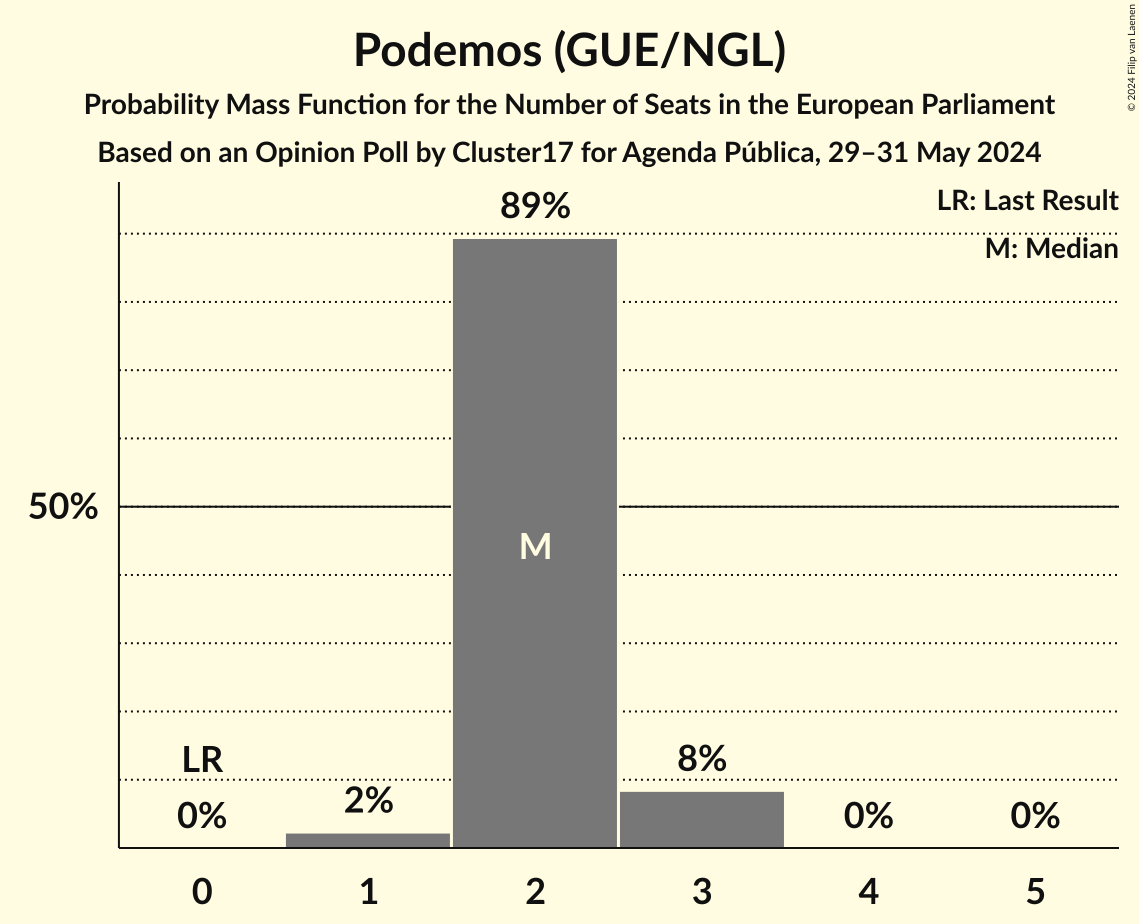 Podemos (GUE/NGL)
Probability Mass Function for the Number of Seats in the European Parliament
Based on an Opinion Poll by Cluster17 for Agenda Pública, 29–31 May 2024
© 2024 Filip van Laenen
LR: Last Result
M: Median
89%
50%
M
LR
0%
2%
8%
0%
0%
0
1
2
3
4
5